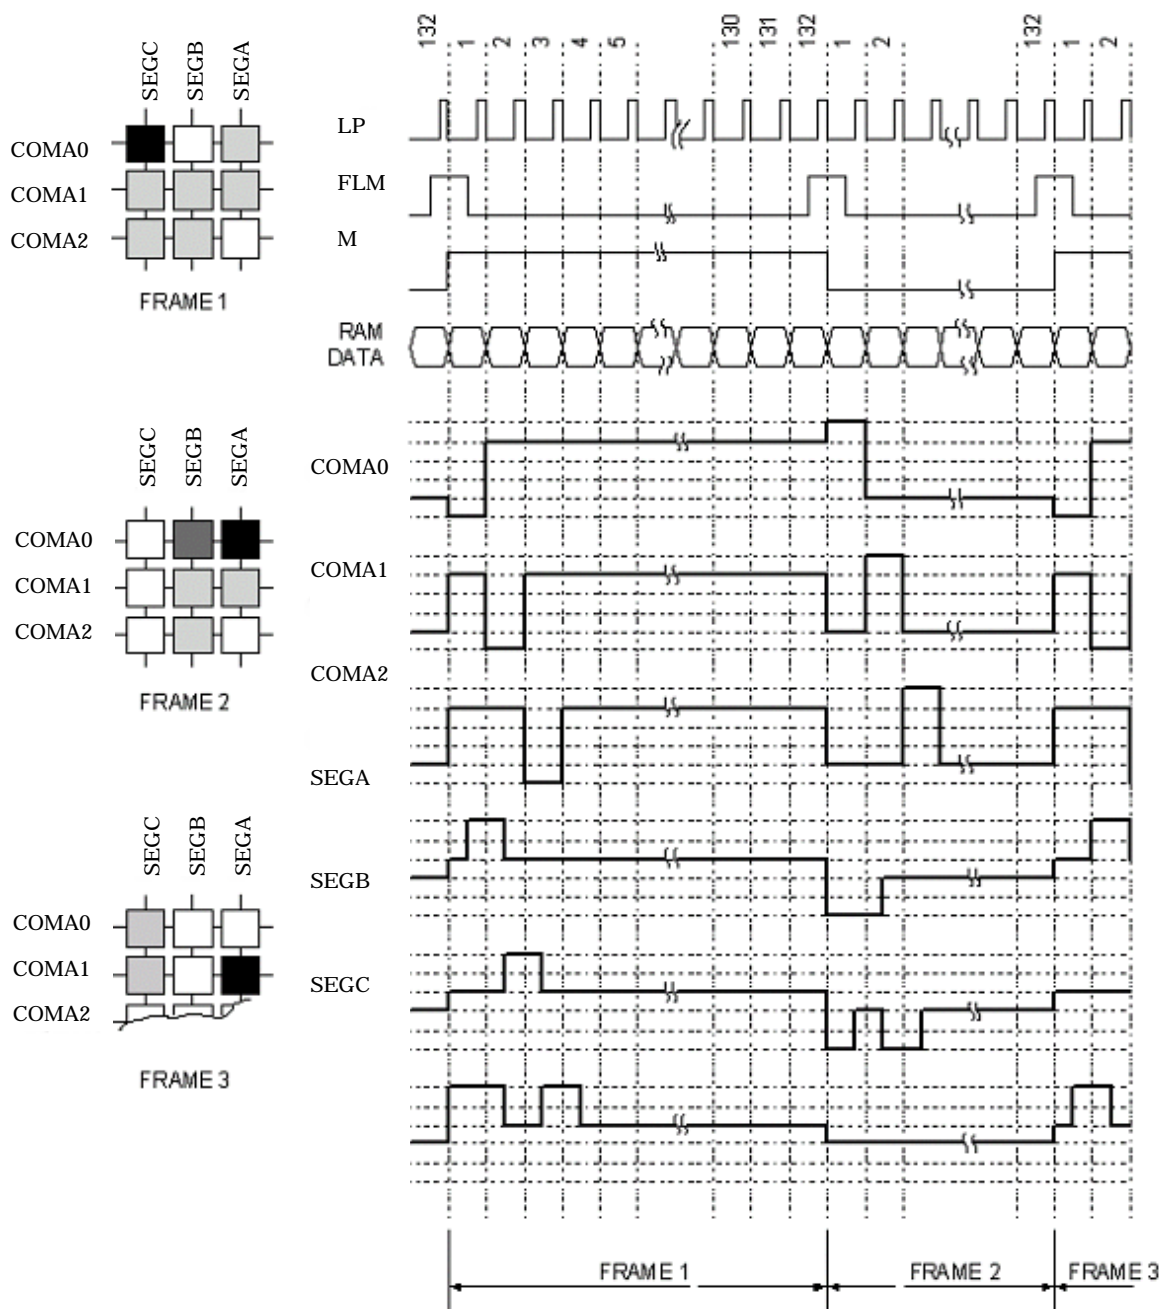 132 1 2 3 4 5 130 131 132 1 2 132 1 2
SEGC SEGB SEGA
LP
COMA0
FLM
COMA1
M
COMA2
FRAME 1
RAM
DATA
SEGC SEGB SEGA
COMA0
COMA0
COMA1
COMA1
COMA2
COMA2
FRAME 2
SEGA
SEGC SEGB SEGA
SEGB
COMA0
COMA1
SEGC
COMA2
FRAME 3
FRAME 1 FRAME 2 FRAME 3